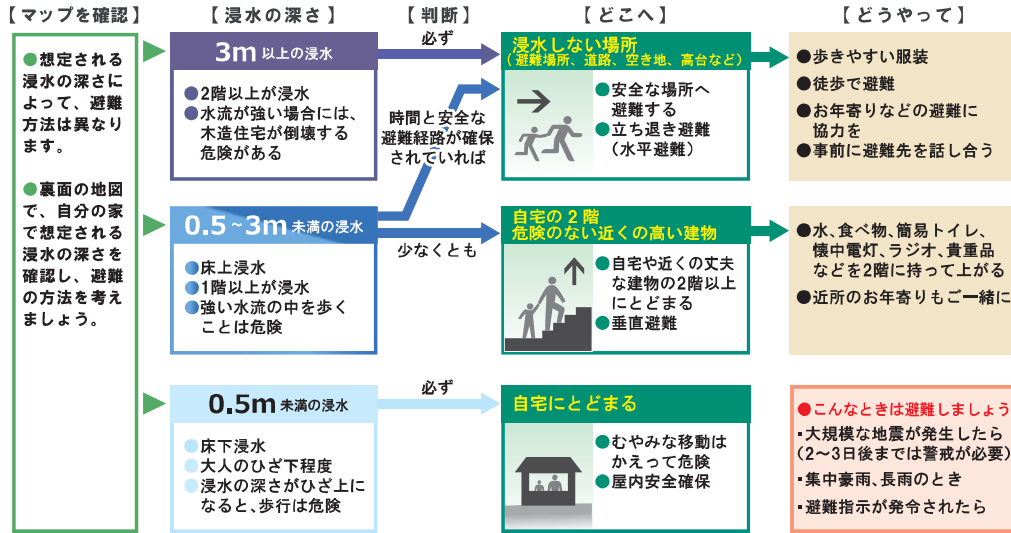 【マップを確認】
【浸水の深さ】
【判断】
【どこへ】
【どうやって】
●想定される
浸水の深さに
よって、避難
方法は異なり
ます。
●裏面の地図
で、自分の家
で想定される
浸水の深さを
確認し、避難
の方法を考え
ましょう。
3m以上の浸水
●2階以上が浸水
●水流が強い場合には、
木造住宅が倒壊する
危険がある
必ず
時間と安全な
避難経路が確保
されていれば
浸水しない場所
(避難場所、道路、空き地、高台など)
●安全な場所へ
避難する
●立ち退き避難
(水平避難)
●歩きやすい服装
●徒歩で避難
●お年寄りなどの避難に
協力を
●事前に避難先を話し合う
0.5~3m未満の浸水
●床上浸水
●1階以上が浸水
●強い水流の中を歩く
ことは危険
少なくとも
自宅の2階
危険のない近くの高い建物
●自宅や近くの丈夫
な建物の2階以上
にとどまる
●垂直避難
●水、食べ物、簡易トイレ、
懐中電灯、ラジオ、貴重品
などを2階に持って上がる
●近所のお年寄りもご一緒に
0.5m未満の浸水
●床下浸水
●大人のひざ下程度
●浸水の深さがひざ上に
なると、歩行は危険
必ず
自宅にとどまる
●むやみな移動は
かえって危険
●屋内安全確保
●こんなときは避難しましょう
・大規模な地震が発生したら
(2～3日後までは警戒が必要)
・集中豪雨、長雨のとき
・避難指示が発令されたら